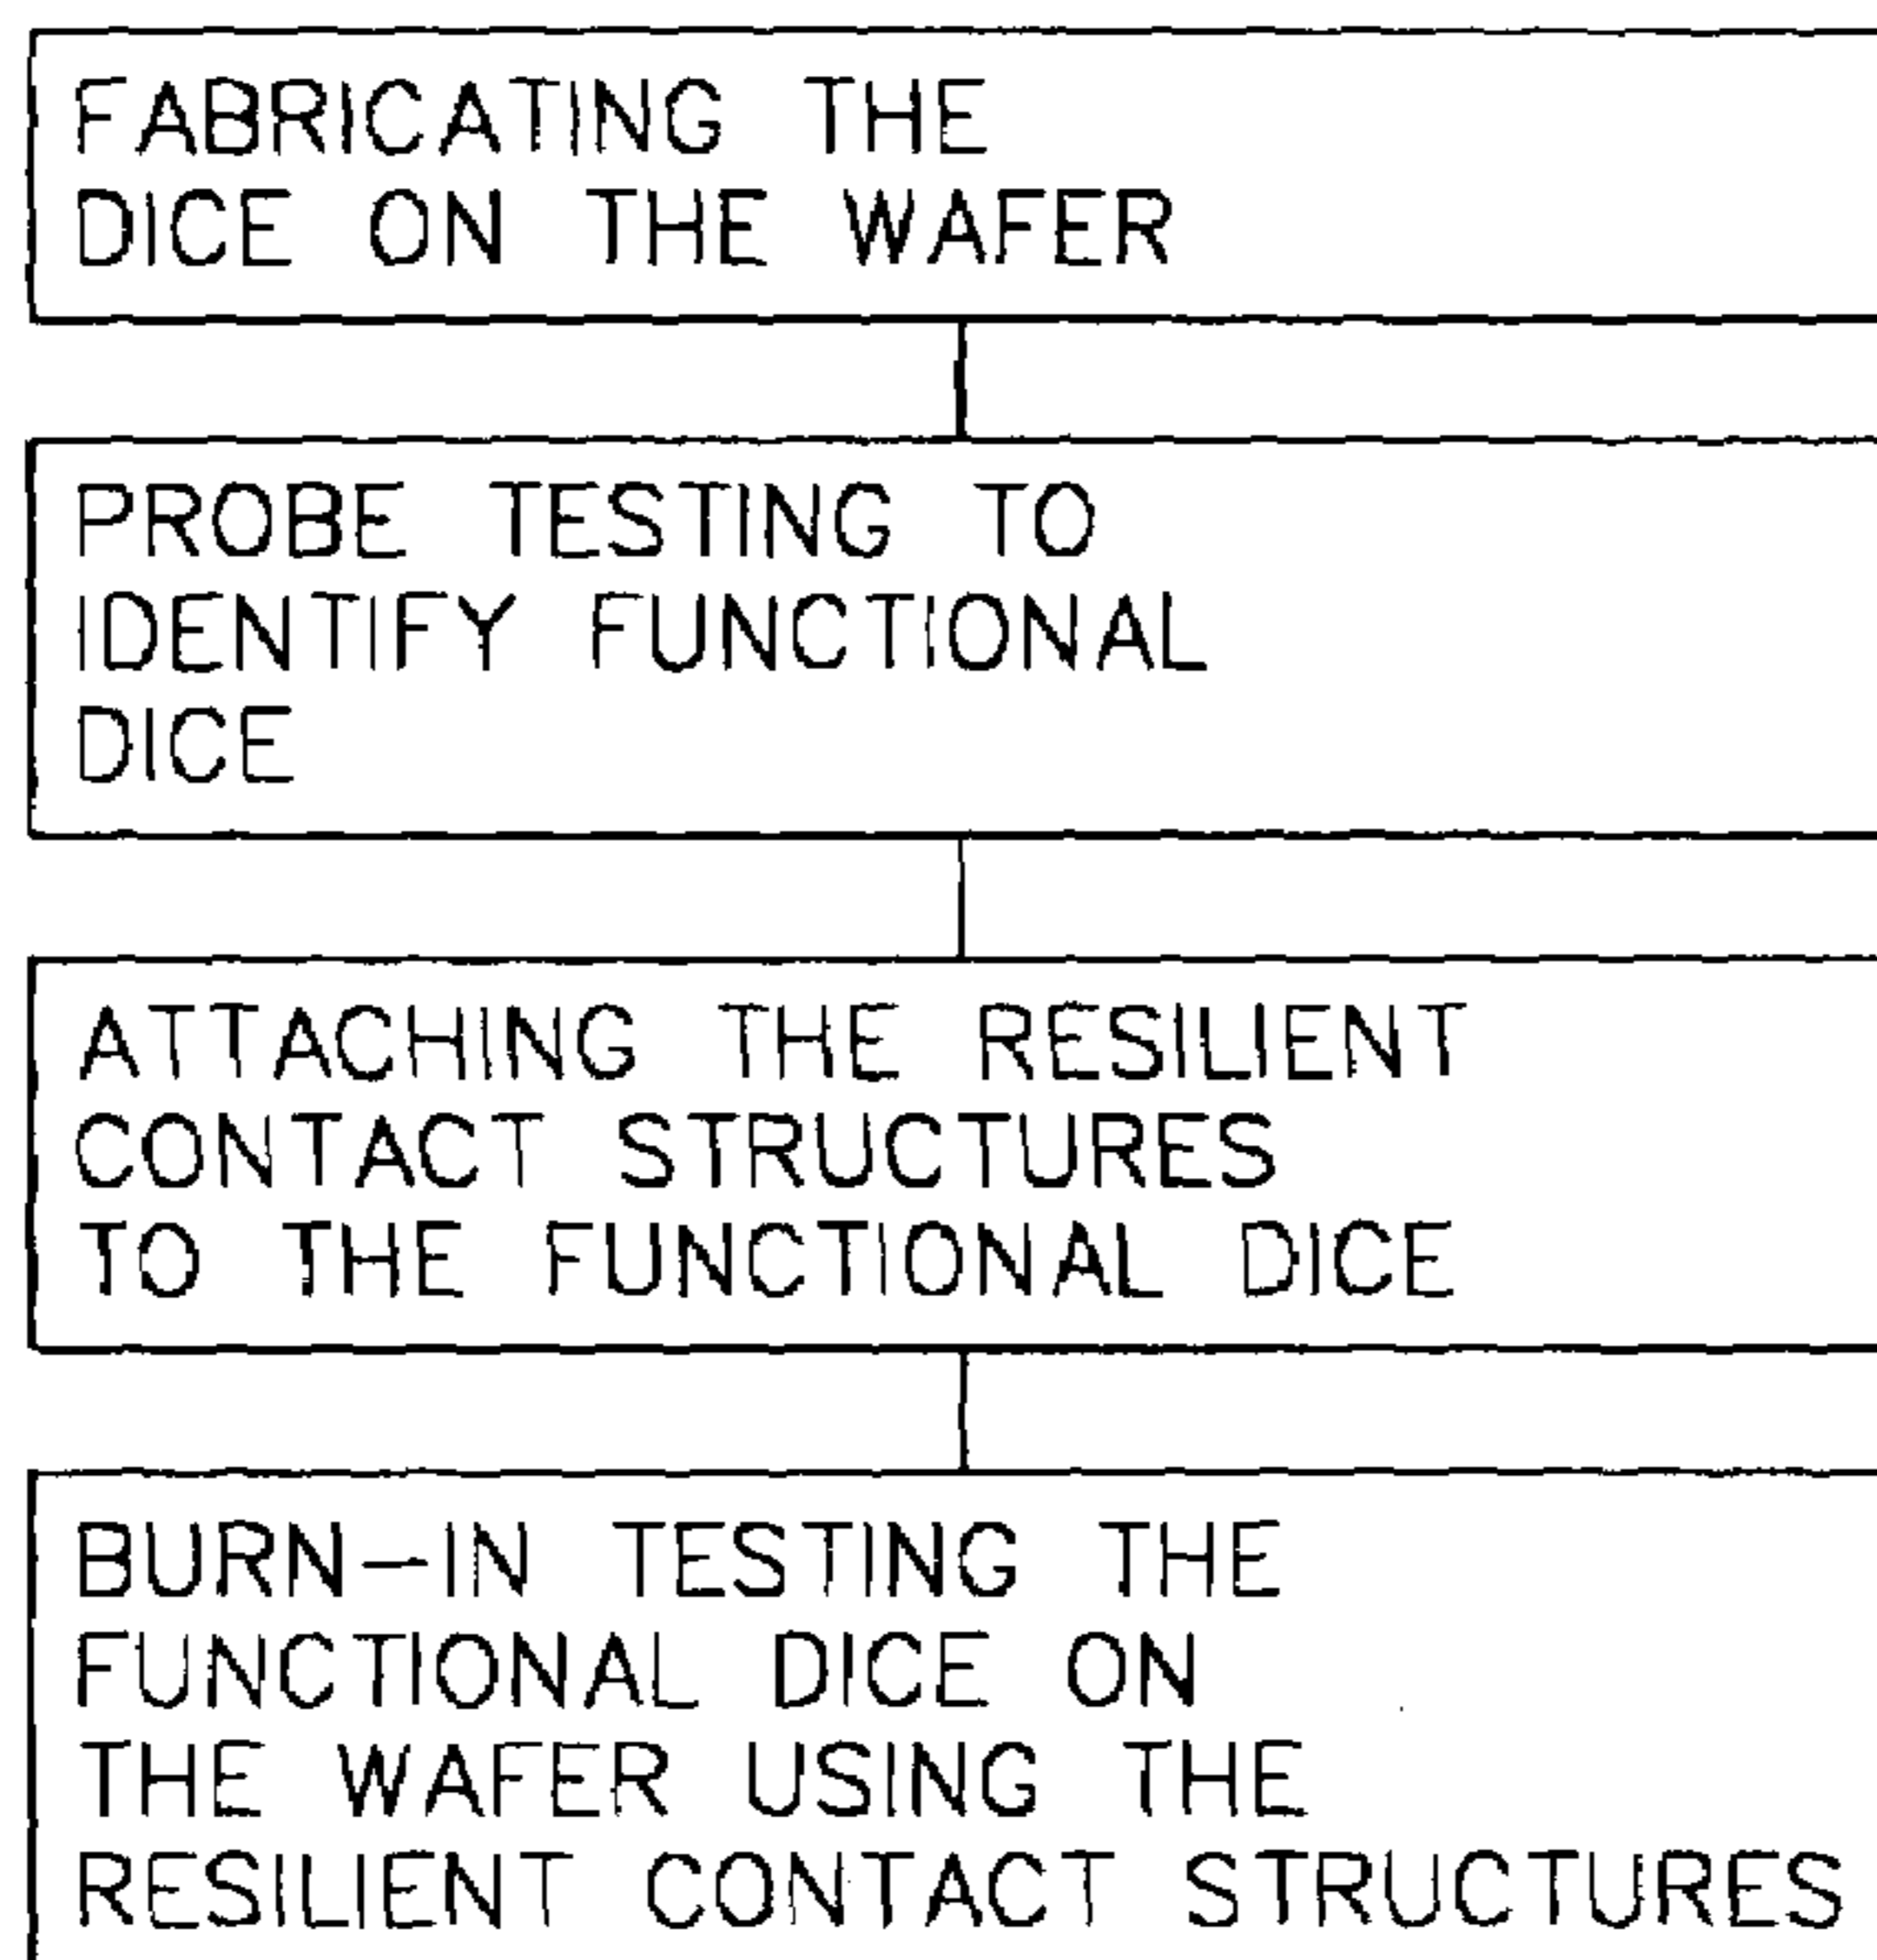 FABRICATING THE
DICE ON THE WAFER
PROBE TESTING TO
IDENTIFY FUNCTIONAL
DICE
ATTACHING THE RESILIENT
CONTACT STRUCTURES
TO THE FUNCTIONAL DICE
BURN-IN TESTING THE
FUNCTIONAL DICE ON
THE WAFER USING THE
RESILIENT CONTACT STRUCTURES